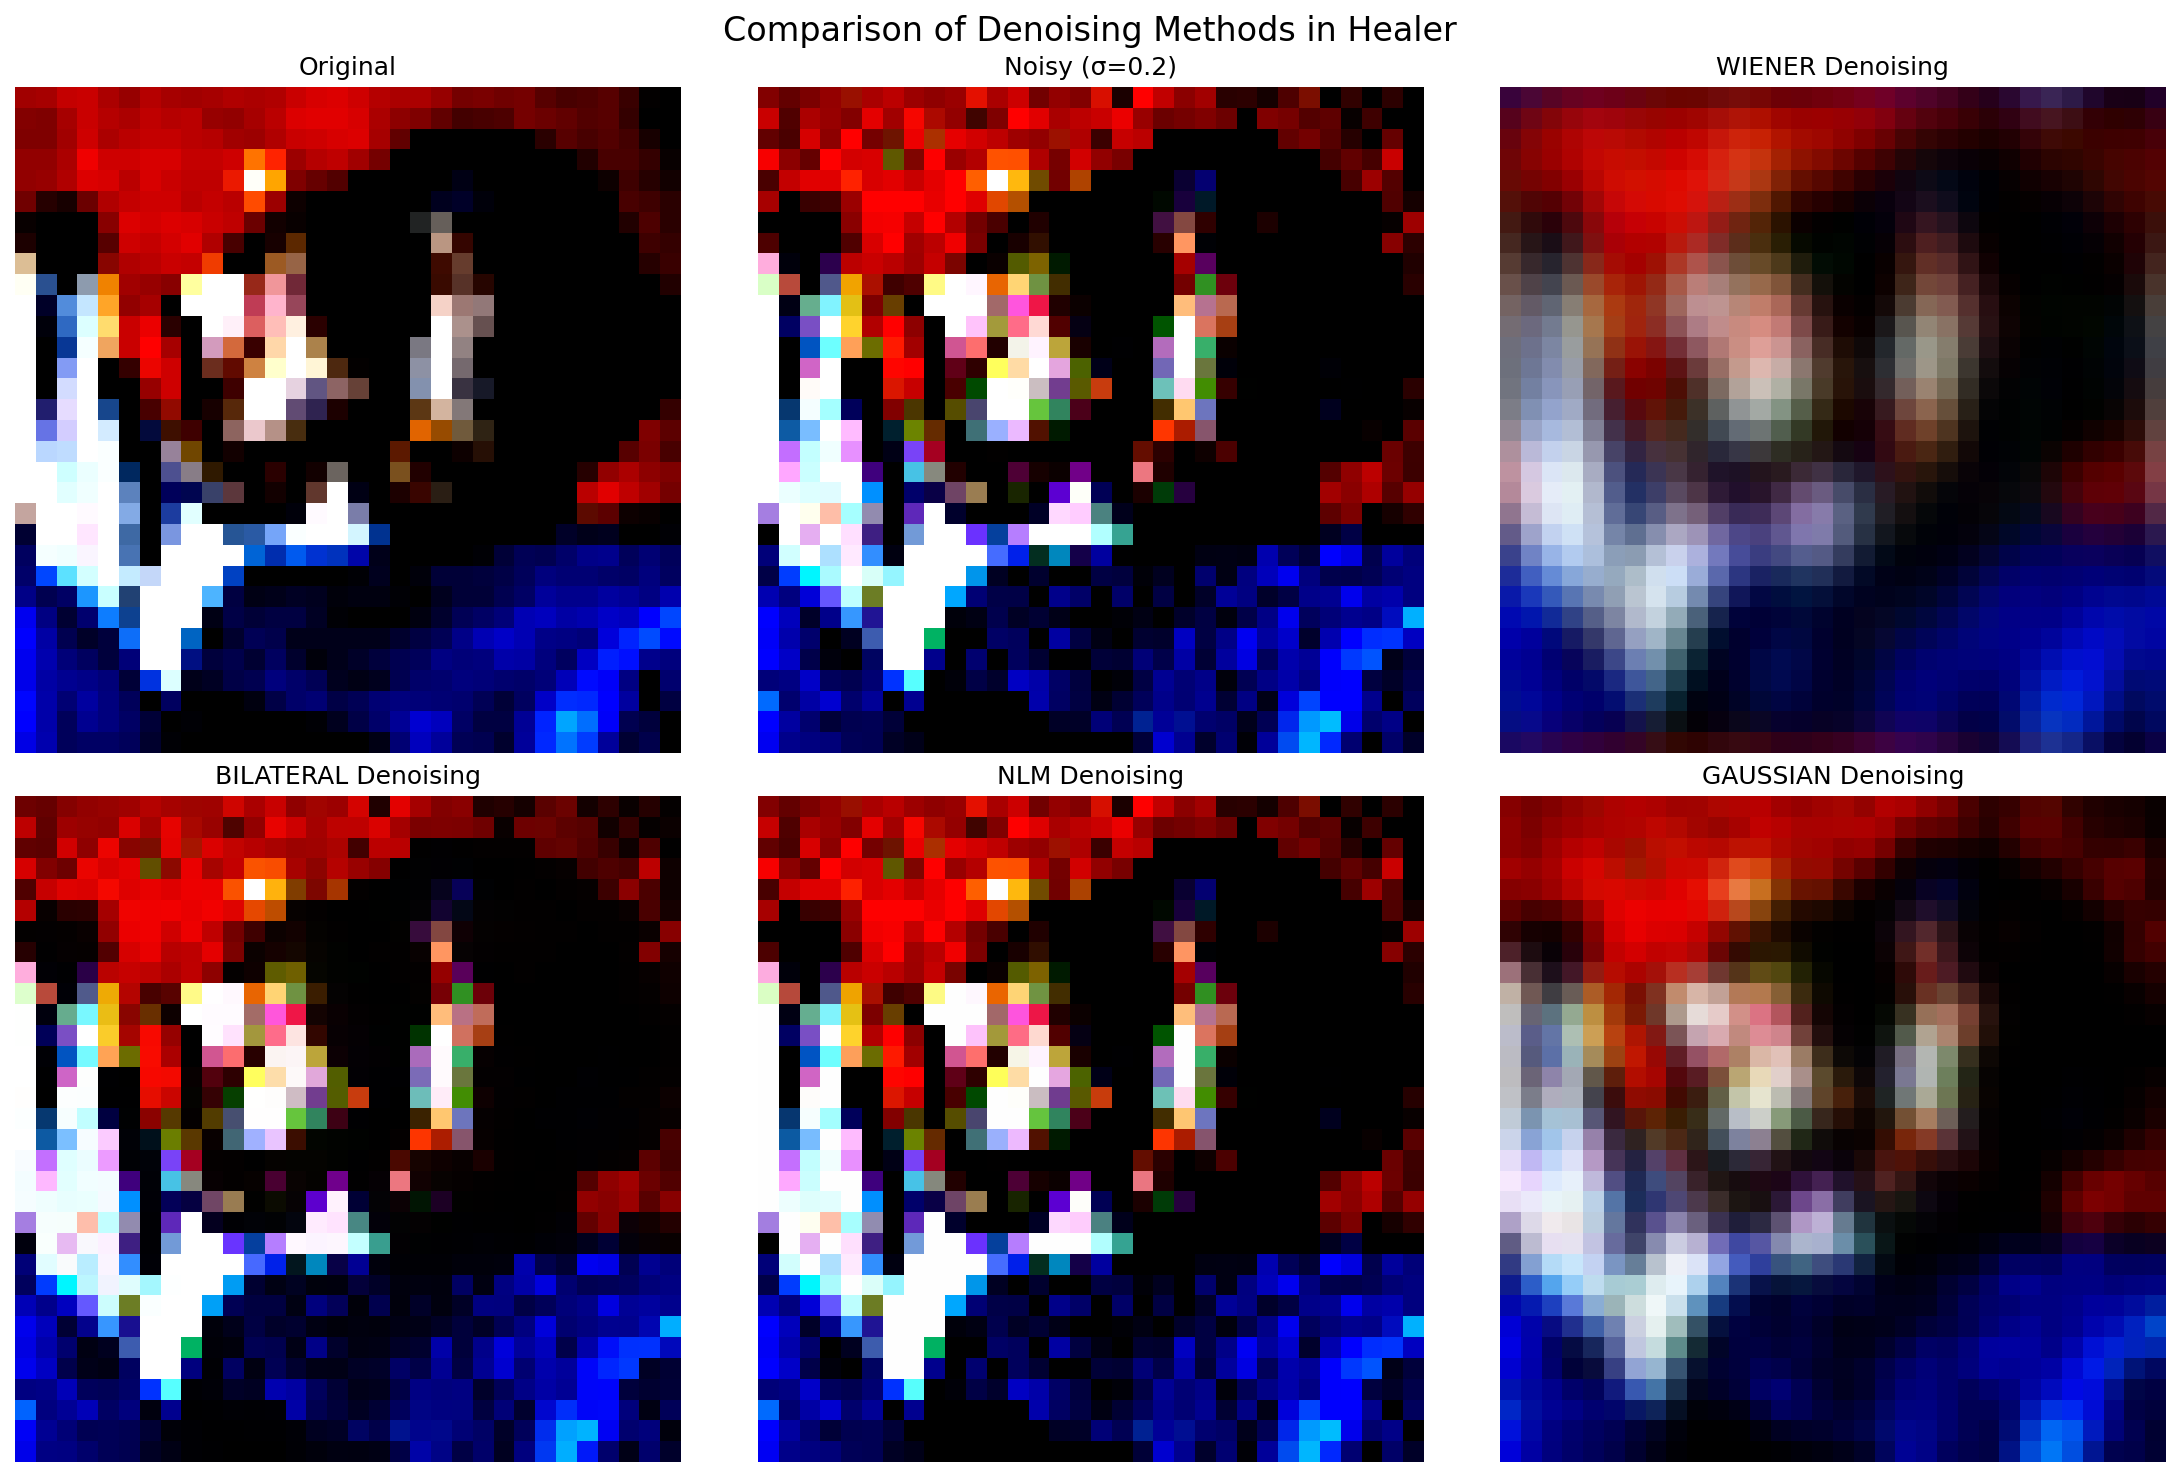 Comparison of Denoising Methods in Healer
Original
Noisy (σ=0.2)
WIENER Denoising
BILATERAL Denoising
NLM Denoising
GAUSSIAN Denoising